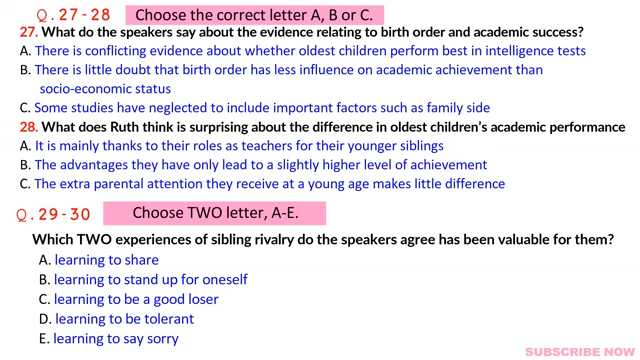 Q.27-28 Choose the correct letter A, B or C.
27. What do the speakers say about the evidence relating to birth order and academic success?
A. There is conflicting evidence about whether oldest children perform best in intelligence tests
B. There is little doubt that birth order has less influence on academic achievement than
socio-economic status
C. Some studies have neglected to include important factors such as family side
28. What does Ruth think is surprising about the difference in oldest children's academic performance
A. It is mainly thanks to their roles as teachers for their younger siblings
B. The advantages they have only lead to a slightly higher level of achievement
C. The extra parental attention they receive at a young age makes little difference
Q.29-30 Choose TWO letter, A-E.
Which TWO experiences of sibling rivalry do the speakers agree has been valuable for them?
A. learning to share
B. learning to stand up for oneself
C. learning to be a good loser
D. learning to be tolerant
E. learning to say sorry
SUBSCRIBE NOW